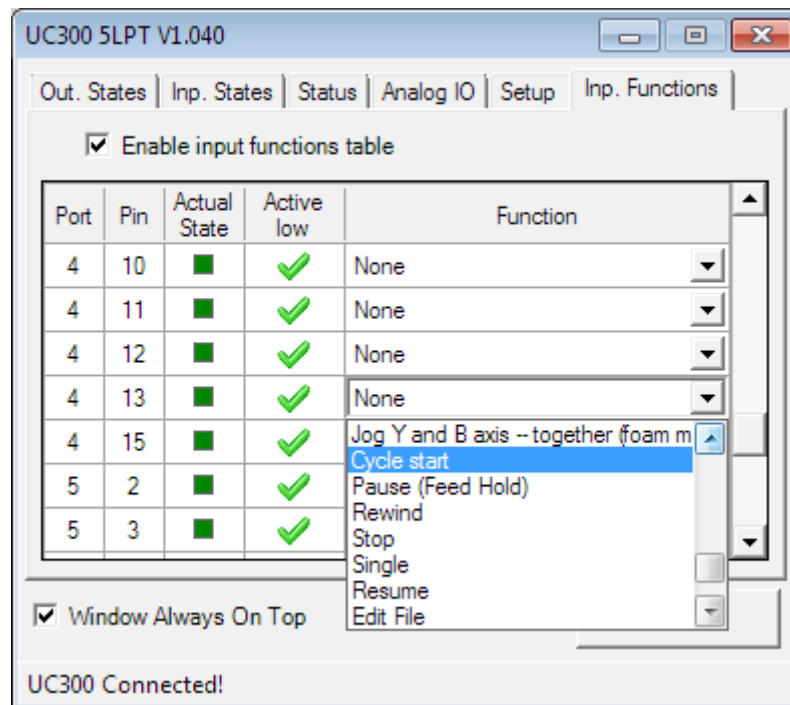 UC300 5LPT V1.040
Out. States Inp. States Status Analog IO Setup Inp. Functions
Enable input functions table
Port Pin Actual State Active low Function
4 10 None
4 11 None
4 12 None
4 13 None
4 15
5 2
5 3
Jog Y and B axis -- together (foam m
Cycle start
Pause (Feed Hold)
Rewind
Stop
Single
Resume
Edit File
Window Always On Top
UC300 Connected!